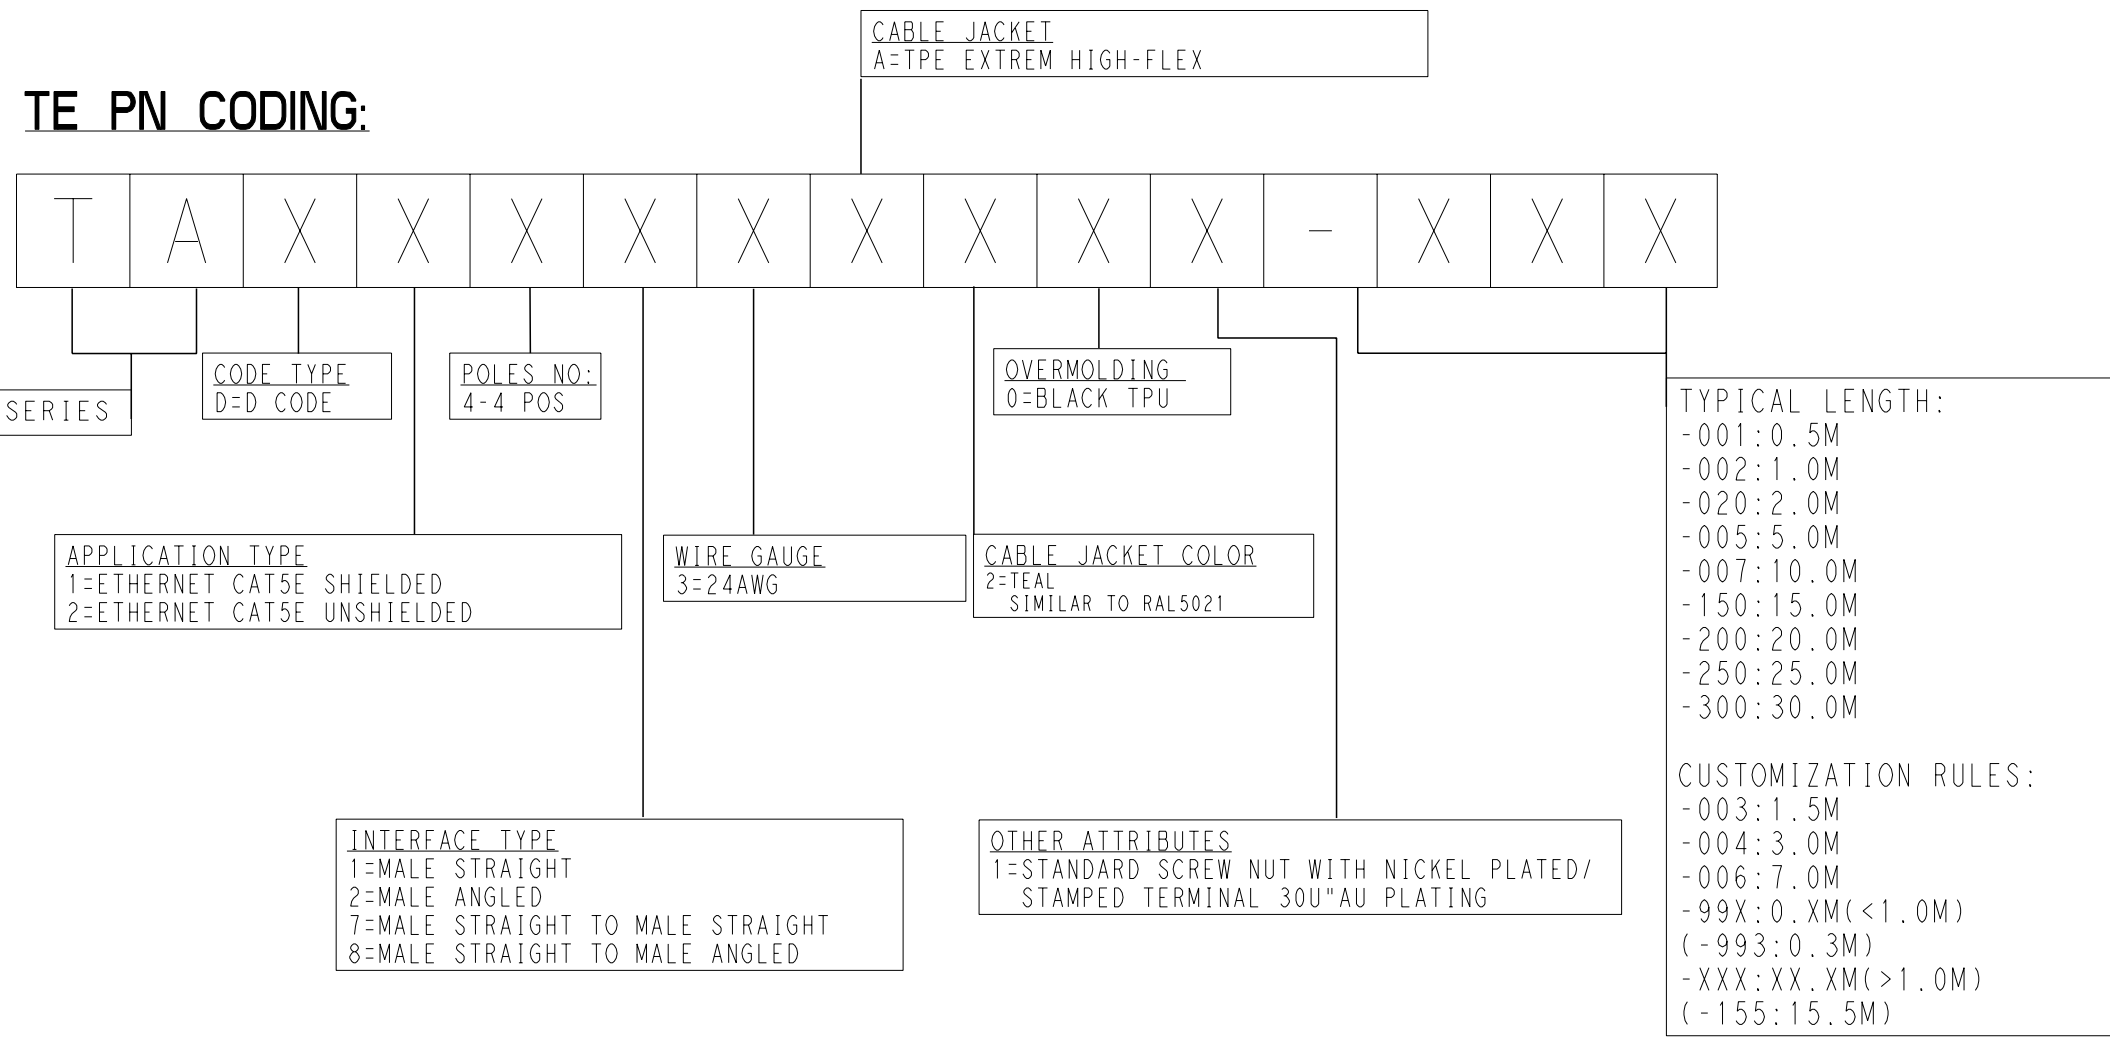 CABLE JACKET
A=TPE EXTREM HIGH-FLEX
TE PN CODING:
T A X X X X X X X X X - X X X
SERIES
CODE TYPE
D=D CODE
POLES NO:
4-4 POS
OVERMOLDING
0=BLACK TPU
APPLICATION TYPE
1=ETHERNET CAT5E SHIELDED
2=ETHERNET CAT5E UNSHIELDED
WIRE GAUGE
3=24AWG
CABLE JACKET COLOR
2=TEAL
SIMILAR TO RAL5021
INTERFACE TYPE
1=MALE STRAIGHT
2=MALE ANGLED
7=MALE STRAIGHT TO MALE STRAIGHT
8=MALE STRAIGHT TO MALE ANGLED
OTHER ATTRIBUTES
1=STANDARD SCREW NUT WITH NICKEL PLATED/
STAMPED TERMINAL 30U"AU PLATING
TYPICAL LENGTH:
-001:0.5M
-002:1.0M
-020:2.0M
-005:5.0M
-007:10.0M
-150:15.0M
-200:20.0M
-250:25.0M
-300:30.0M
CUSTOMIZATION RULES:
-003:1.5M
-004:3.0M
-006:7.0M
-99X:0.XM(<1.0M)
(-993:0.3M)
-XXX:XX.XM(>1.0M)
(-155:15.5M)